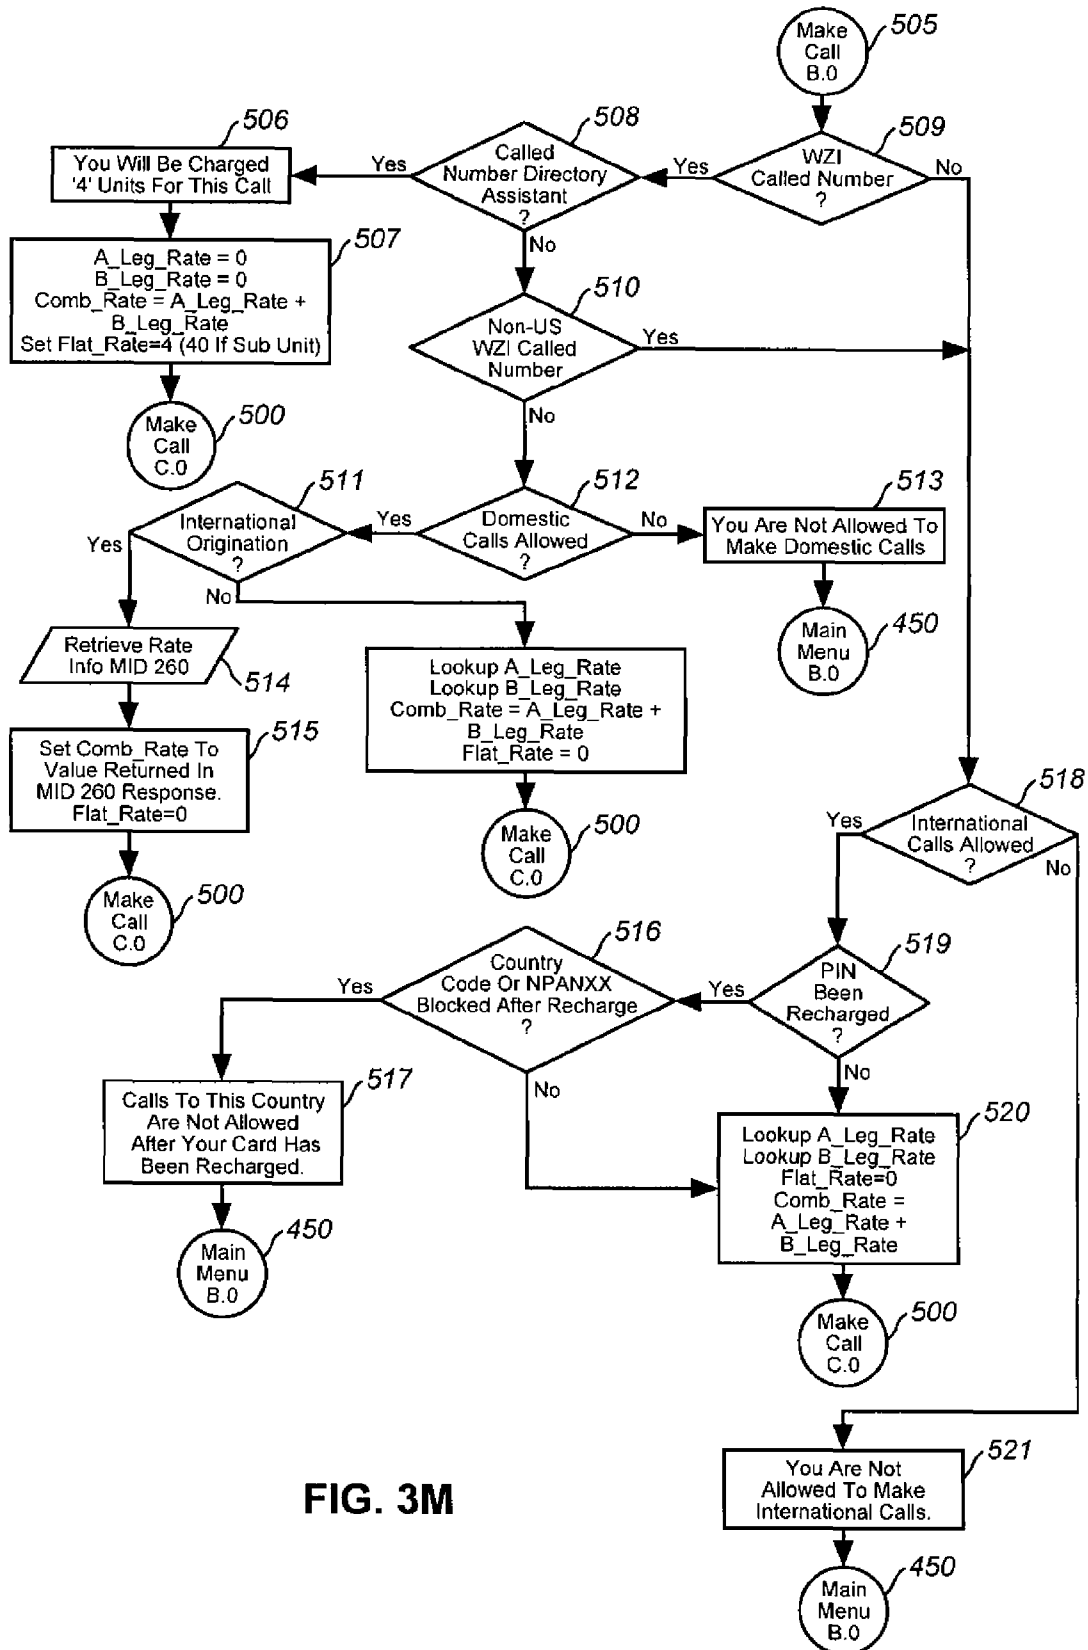 Make
Call
B.0
505
506
508
509
You Will Be Charged
'4' Units For This Call
Yes
Called
Number Directory
Assistant
?
Yes
WZI
Called Number
?
No
507
No
A_Leg_Rate = 0
B_Leg_Rate = 0
Comb_Rate = A_Leg_Rate +
B_Leg_Rate
Set Flat_Rate=4 (40 If Sub Unit)
510
Non-US
WZI Called
Number
Yes
No
Make
Call
C.0
500
511
512
513
International
Origination
?
Yes
Yes
Domestic
Calls Allowed
?
No
You Are Not Allowed To
Make Domestic Calls
No
Retrieve Rate
Info MID 260
514
Main
Menu
B.0
450
Lookup A_Leg_Rate
Lookup B_Leg_Rate
Comb_Rate = A_Leg_Rate +
B_Leg_Rate
Flat_Rate = 0
515
Set Comb_Rate To
Value Returned In
MID 260 Response.
Flat_Rate=0
518
Yes
International
Calls Allowed
?
No
Make
Call
C.0
500
Make
Call
C.0
500
516
519
Yes
Country
Code Or NPANXX
Blocked After Recharge
?
Yes
PIN
Been
Recharged
?
No
No
517
Calls To This Country
Are Not Allowed
After Your Card Has
Been Recharged.
520
Lookup A_Leg_Rate
Lookup B_Leg_Rate
Flat_Rate=0
Comb_Rate =
A_Leg_Rate +
B_Leg_Rate
Main
Menu
B.0
450
Make
Call
C.0
500
521
You Are Not
Allowed To Make
International Calls.
FIG. 3M
Main
Menu
B.0
450